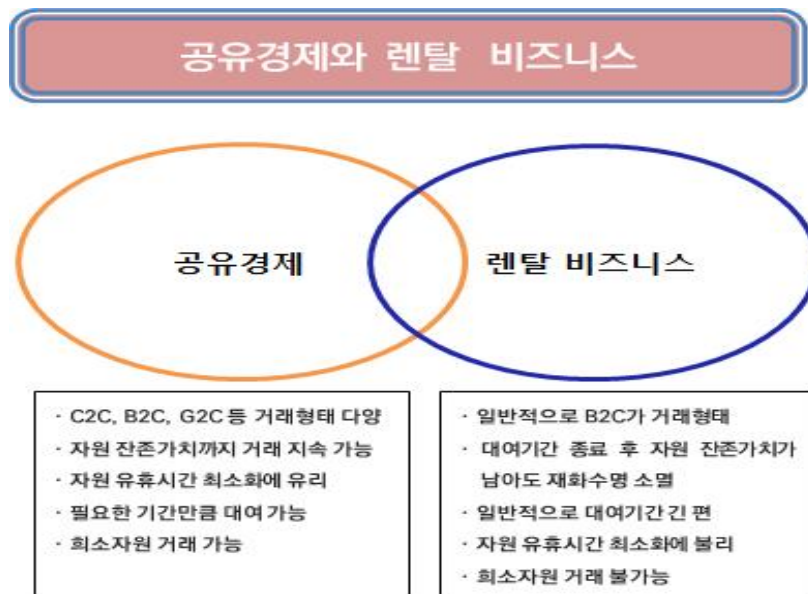 공유경제와 렌탈 비즈니스
공유경제
렌탈 비즈니스
· C2C, B2C, G2C 등 거래형태 다양
· 자원 잔존가치까지 거래 지속 가능
· 자원 유휴시간 최소화에 유리
· 필요한 기간만큼 대여 가능
· 희소자원 거래 가능
· 일반적으로 B2C가 거래형태
· 대여기간 종료 후 자원 잔존가치가
남아도 재화수명 소멸
· 일반적으로 대여기간 긴 편
· 자원 유휴시간 최소화에 불리
· 희소자원 거래 불가능